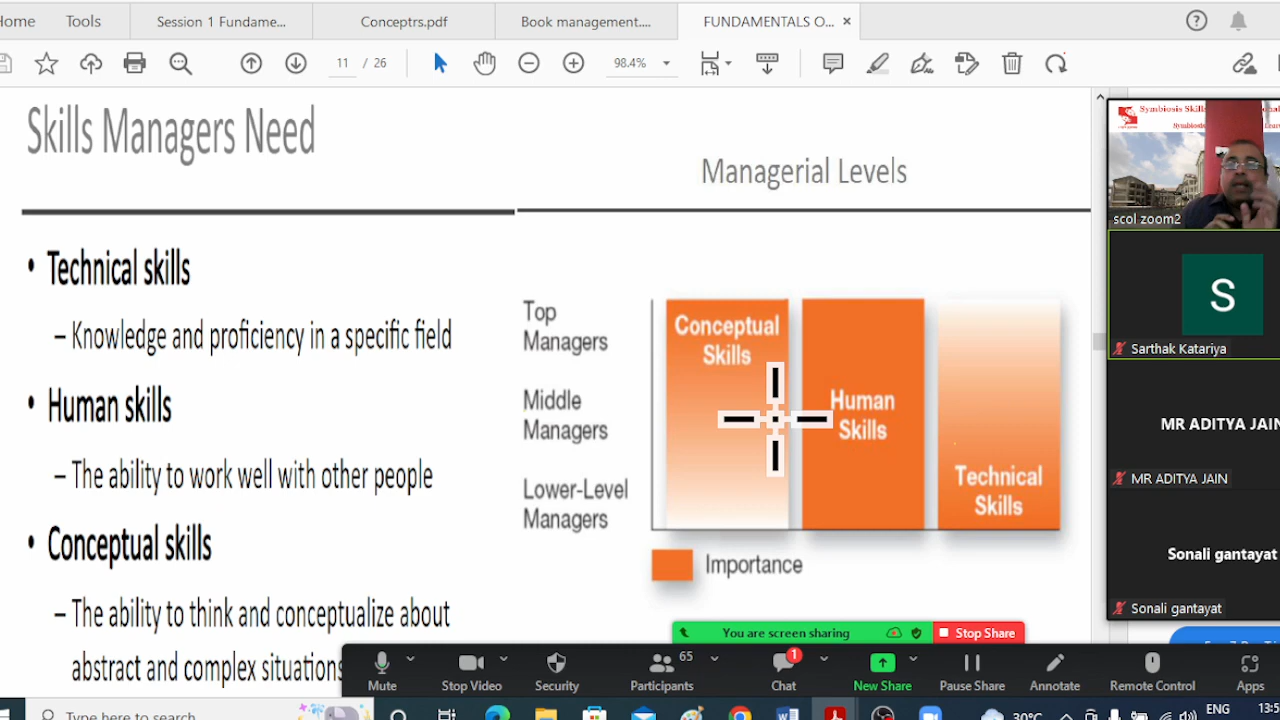 Home
Tools
Session 1 Fundame...
Conceptrs.pdf
Book management....
FUNDAMENTALS O...
11 / 26
98.4%
Skills Managers Need
Managerial Levels
• Technical skills
– Knowledge and proficiency in a specific field
• Human skills
– The ability to work well with other people
• Conceptual skills
– The ability to think and conceptualize about
abstract and complex situations
Top
Managers
Middle
Managers
Lower-Level
Managers
Conceptual
Skills
Human
Skills
Technical
Skills
Importance
Symbiosis Skills
Symbiosis
scol zoom2
S
Sarthak Katariya
MR ADITYA JAIN
MR ADITYA JAIN
Sonali gantayat
Sonali gantayat
You are screen sharing
Stop Share
Mute
Stop Video
Security
65
Participants
1
Chat
New Share
Pause Share
Annotate
Remote Control
Apps
Type here to search
30°C
ENG